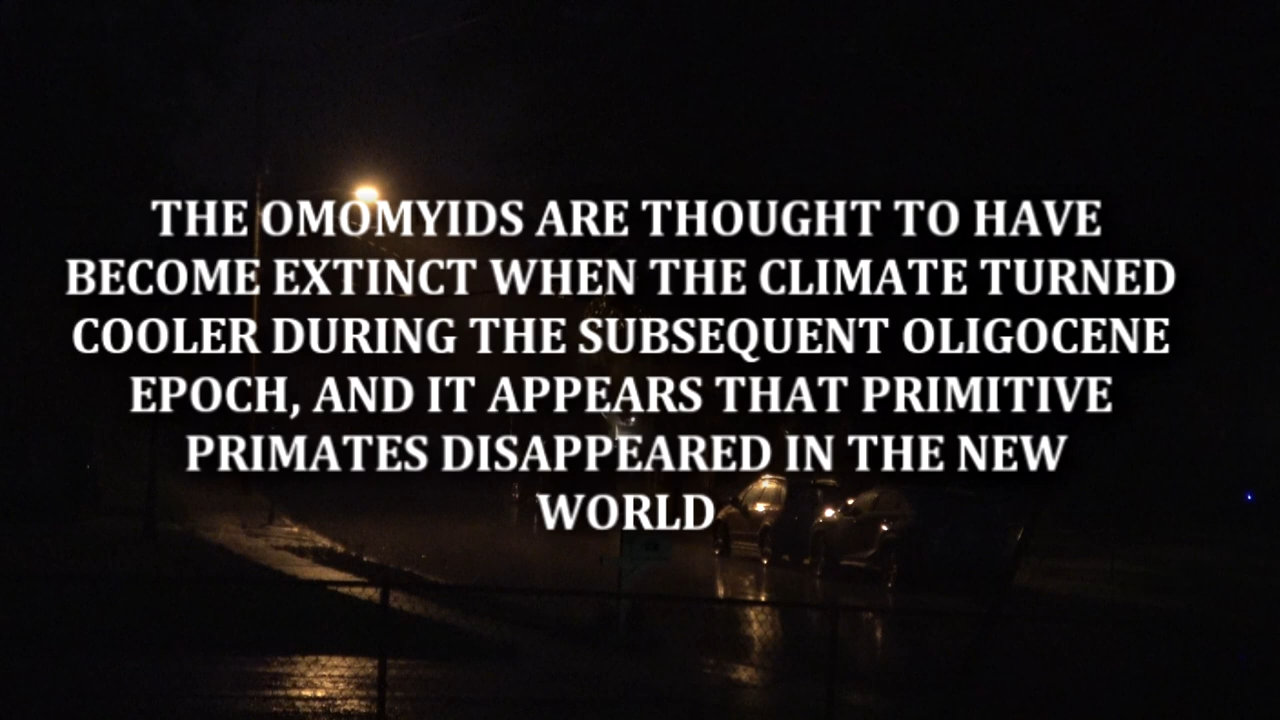 THE OMOMYIDS ARE THOUGHT TO HAVE
BECOME EXTINCT WHEN THE CLIMATE TURNED
COOLER DURING THE SUBSEQUENT OLIGOCENE
EPOCH, AND IT APPEARS THAT PRIMITIVE
PRIMATES DISAPPEARED IN THE NEW
WORLD